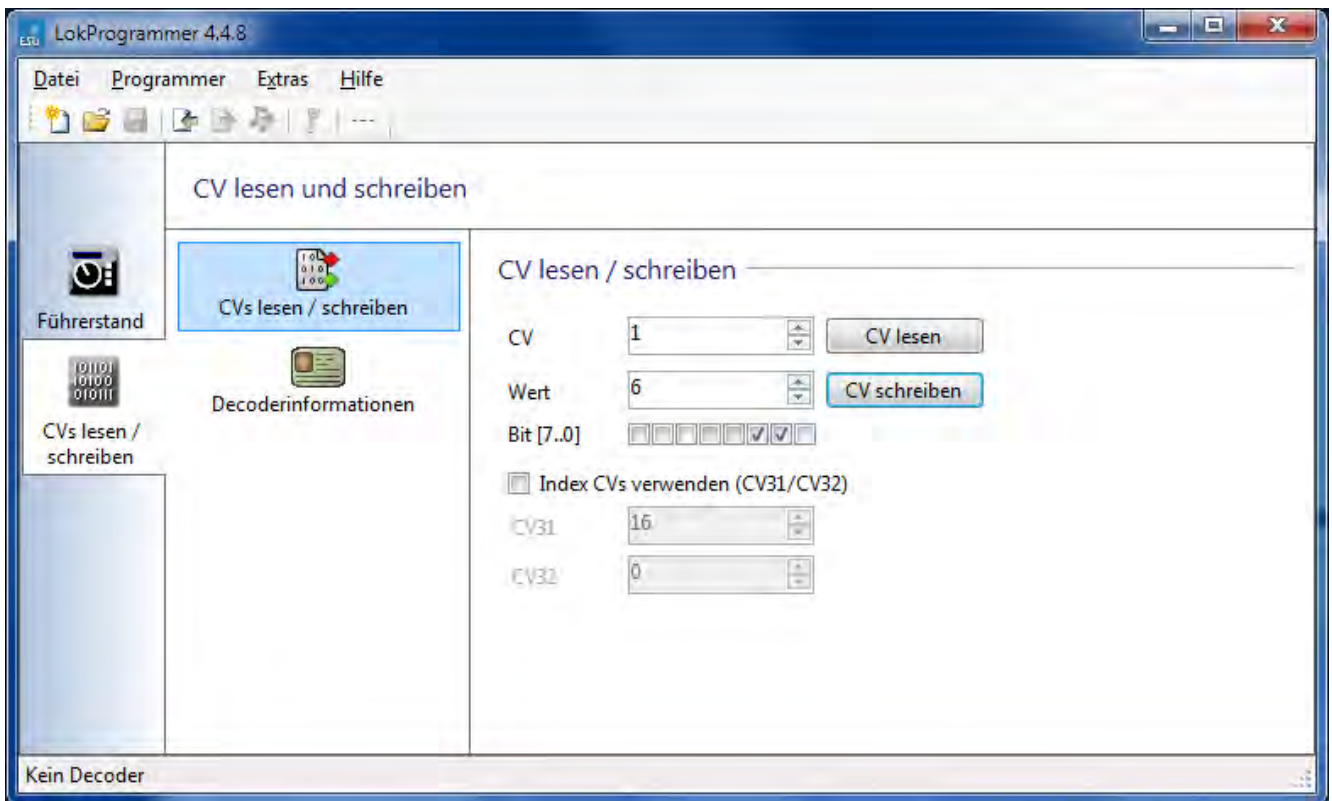 ESU LokProgrammer 4.4.8
Datei Programmer Extras Hilfe
CV lesen und schreiben
Führerstand
CVs lesen /
schreiben
CVs lesen / schreiben
Decoderinformationen
CV lesen / schreiben
CV 1 CV lesen
Wert 6 CV schreiben
Bit [7..0]
Index CVs verwenden (CV31/CV32)
CV31 16
CV32 0
Kein Decoder